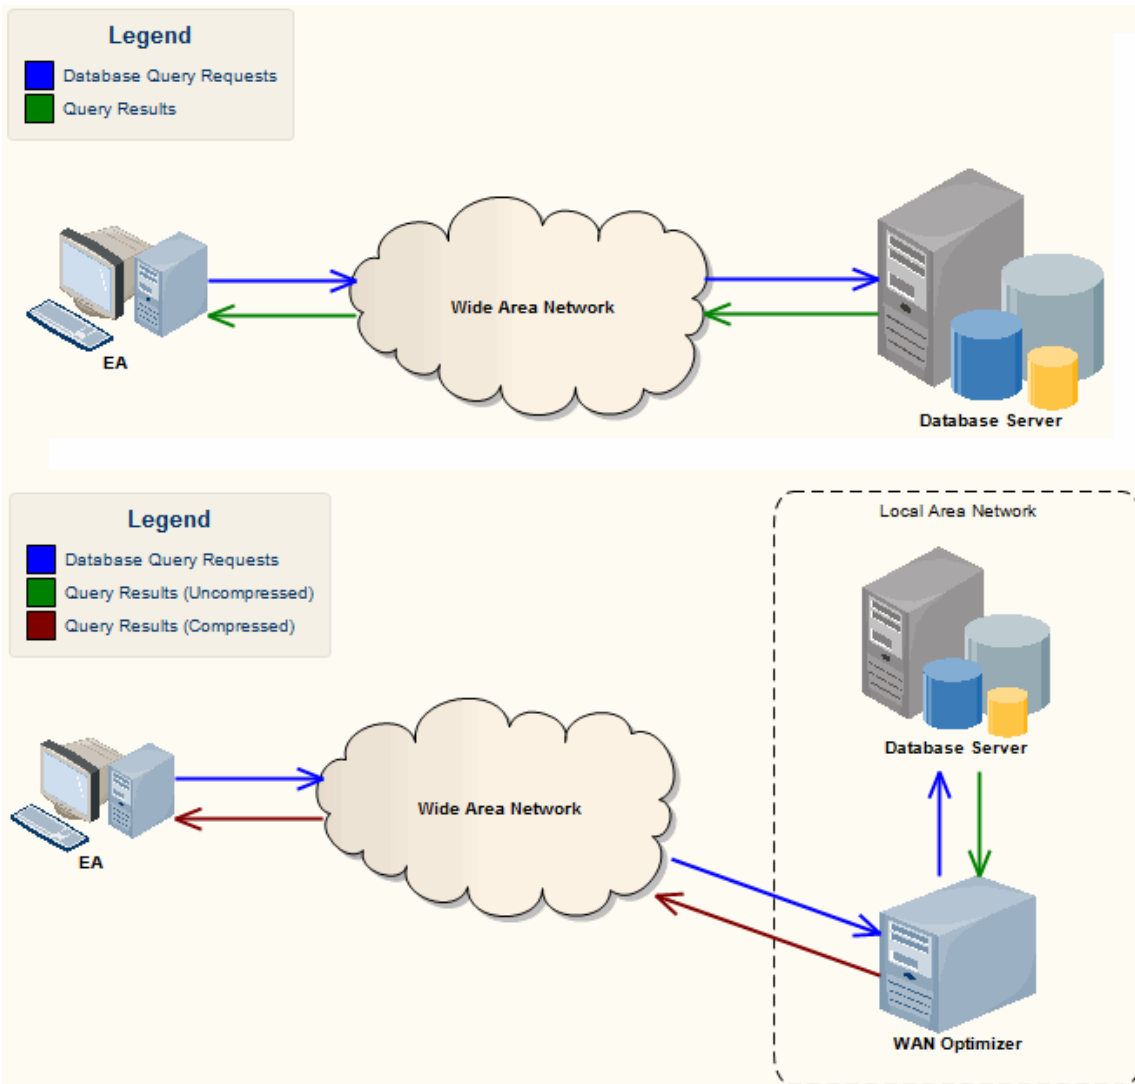 Legend
Database Query Requests
Query Results
Wide Area Network
EA
Database Server
Legend
Database Query Requests
Query Results (Uncompressed)
Query Results (Compressed)
Local Area Network
Database Server
Wide Area Network
EA
WAN Optimizer